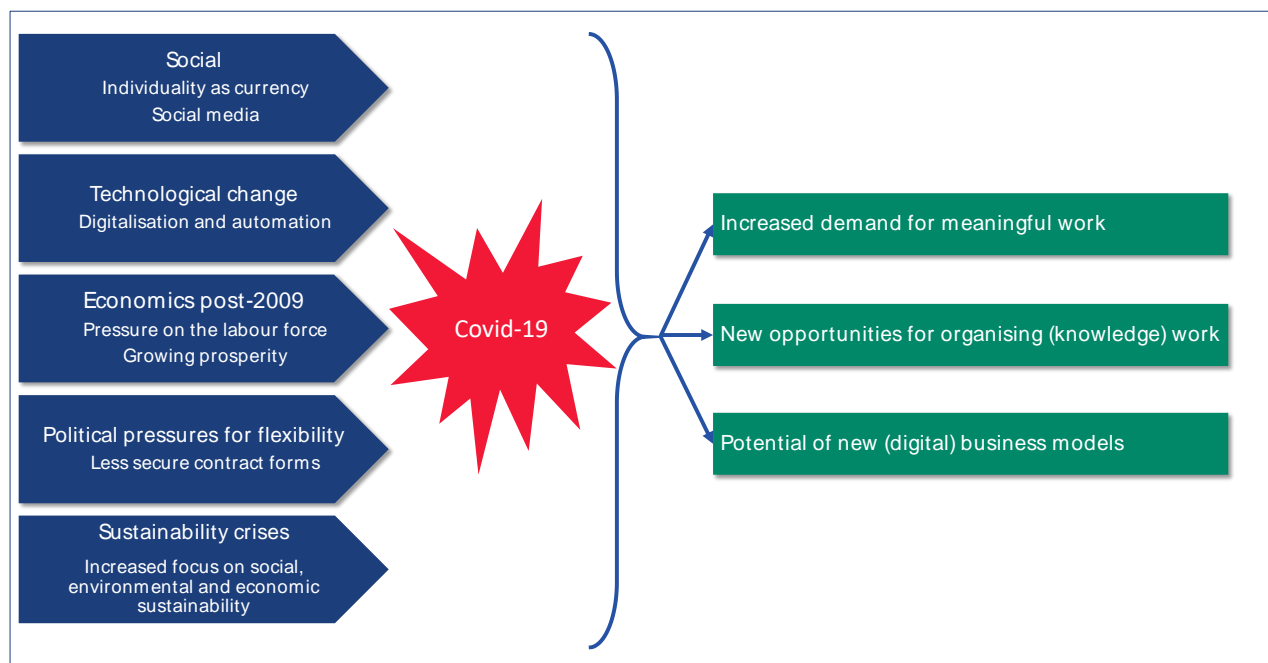 Social
Individuality as currency
Social media
Technological change
Digitalisation and automation
Economics post-2009
Pressure on the labour force
Growing prosperity
Political pressures for flexibility
Less secure contract forms
Sustainability crises
Increased focus on social,
environmental and economic
sustainability
Covid-19
Increased demand for meaningful work
New opportunities for organising (knowledge) work
Potential of new (digital) business models